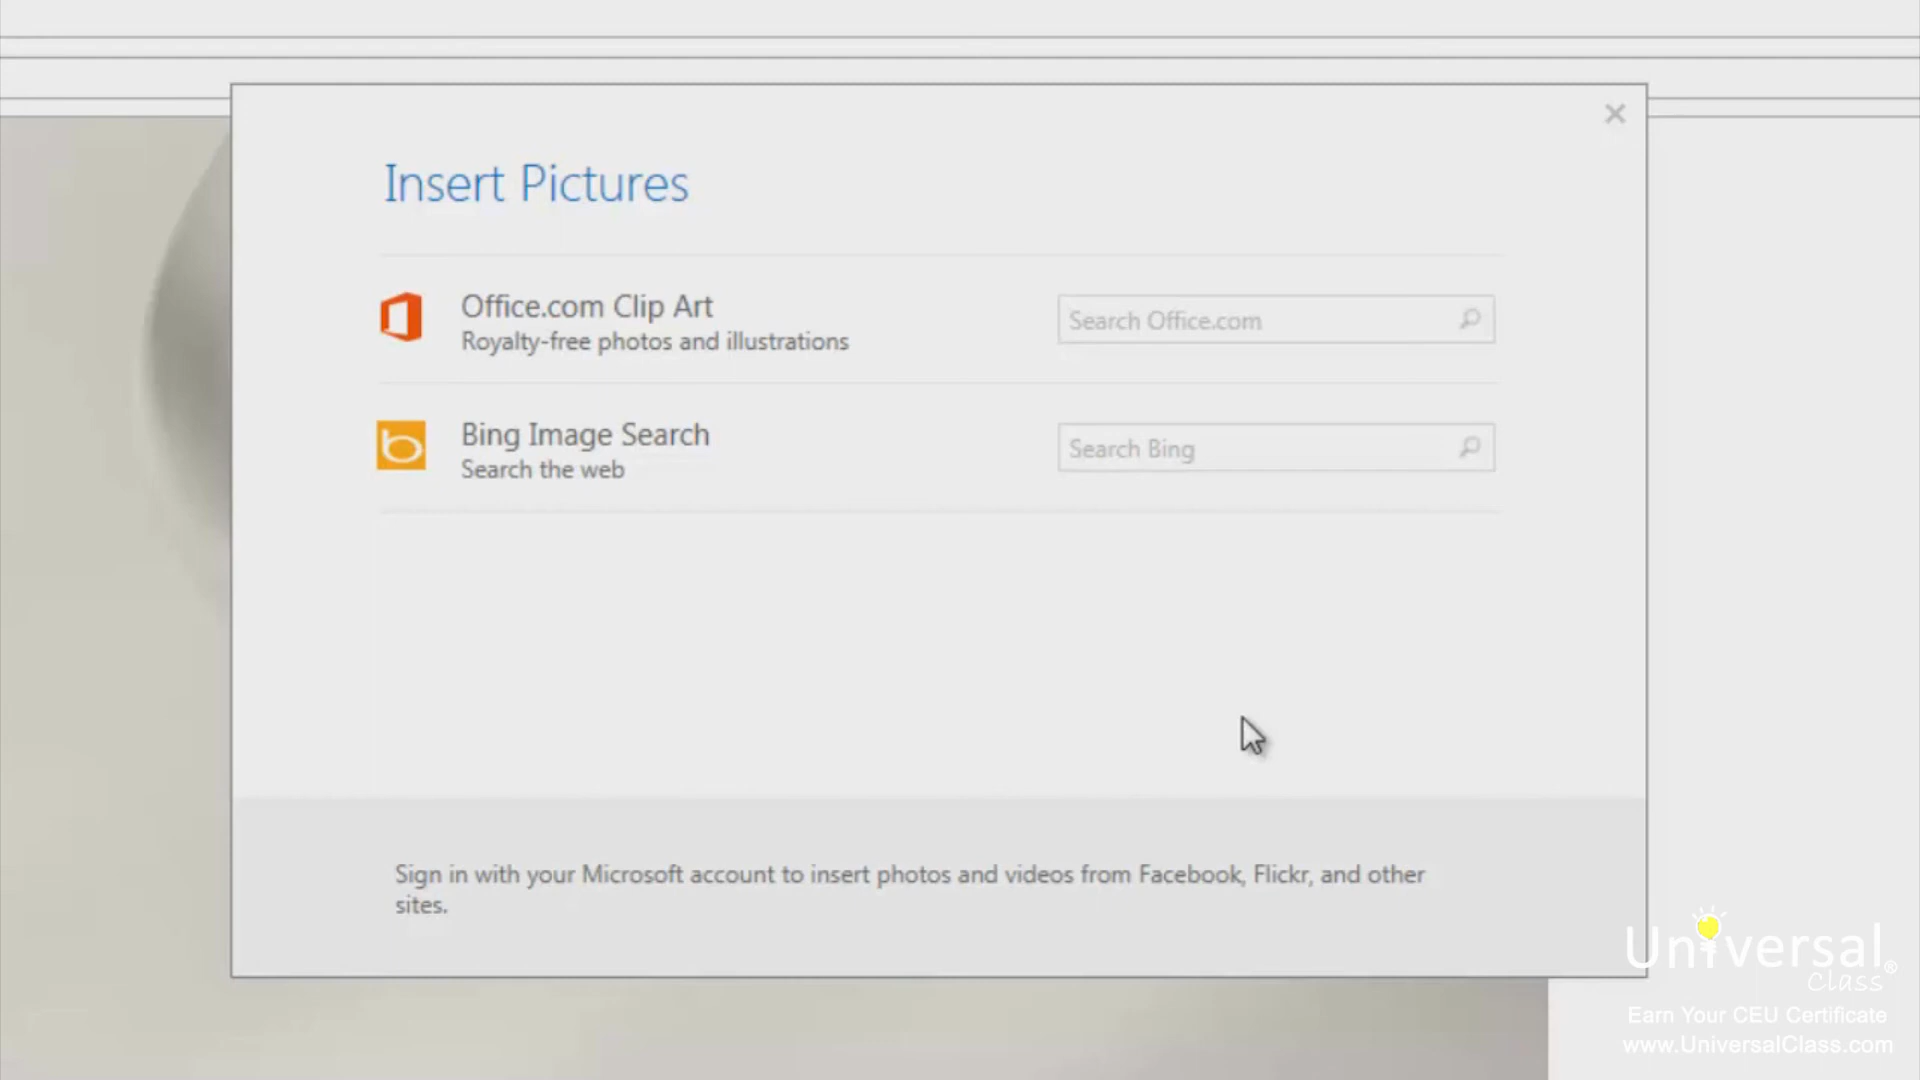 Insert Pictures
Office.com Clip Art
Royalty-free photos and illustrations
Search Office.com
Bing Image Search
Search the web
Search Bing
Sign in with your Microsoft account to insert photos and videos from Facebook, Flickr, and other
sites.
Universal®
Class
Earn Your CEU Certificate
www.UniversalClass.com